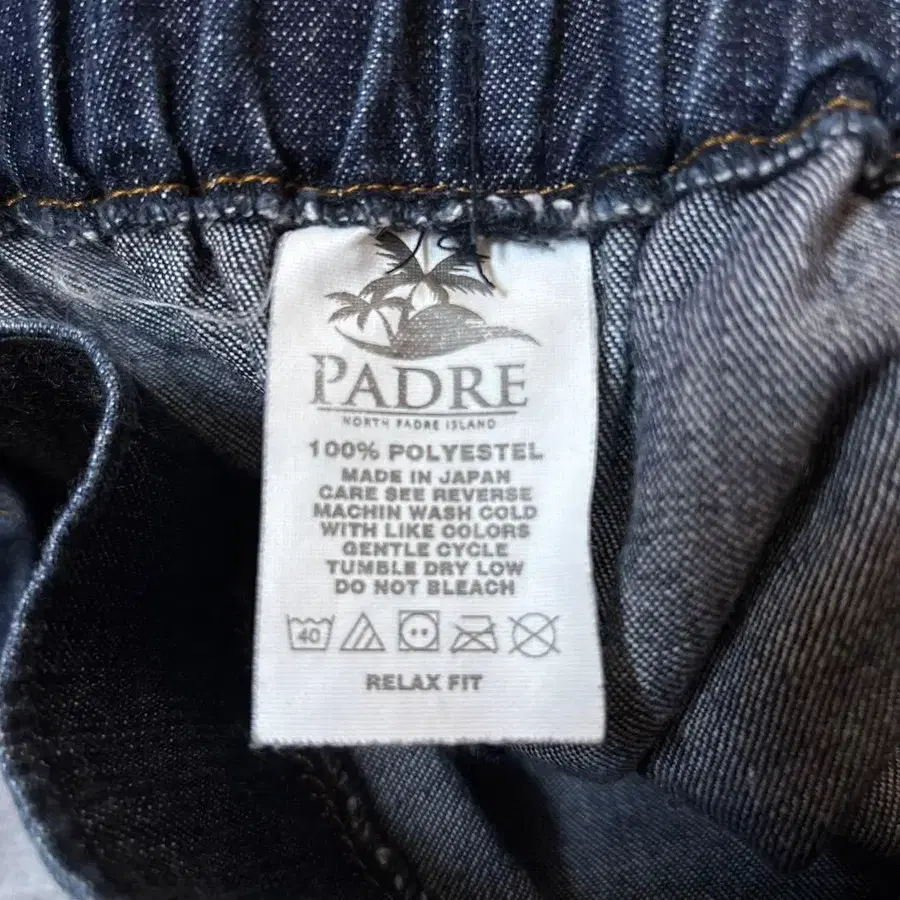 PADRE
NORTH PADRE ISLAND
100% POLYESTEL
MADE IN JAPAN
CARE SEE REVERSE
MACHIN WASH COLD
WITH LIKE COLORS
GENTLE CYCLE
TUMBLE DRY LOW
DO NOT BLEACH
40
RELAX FIT